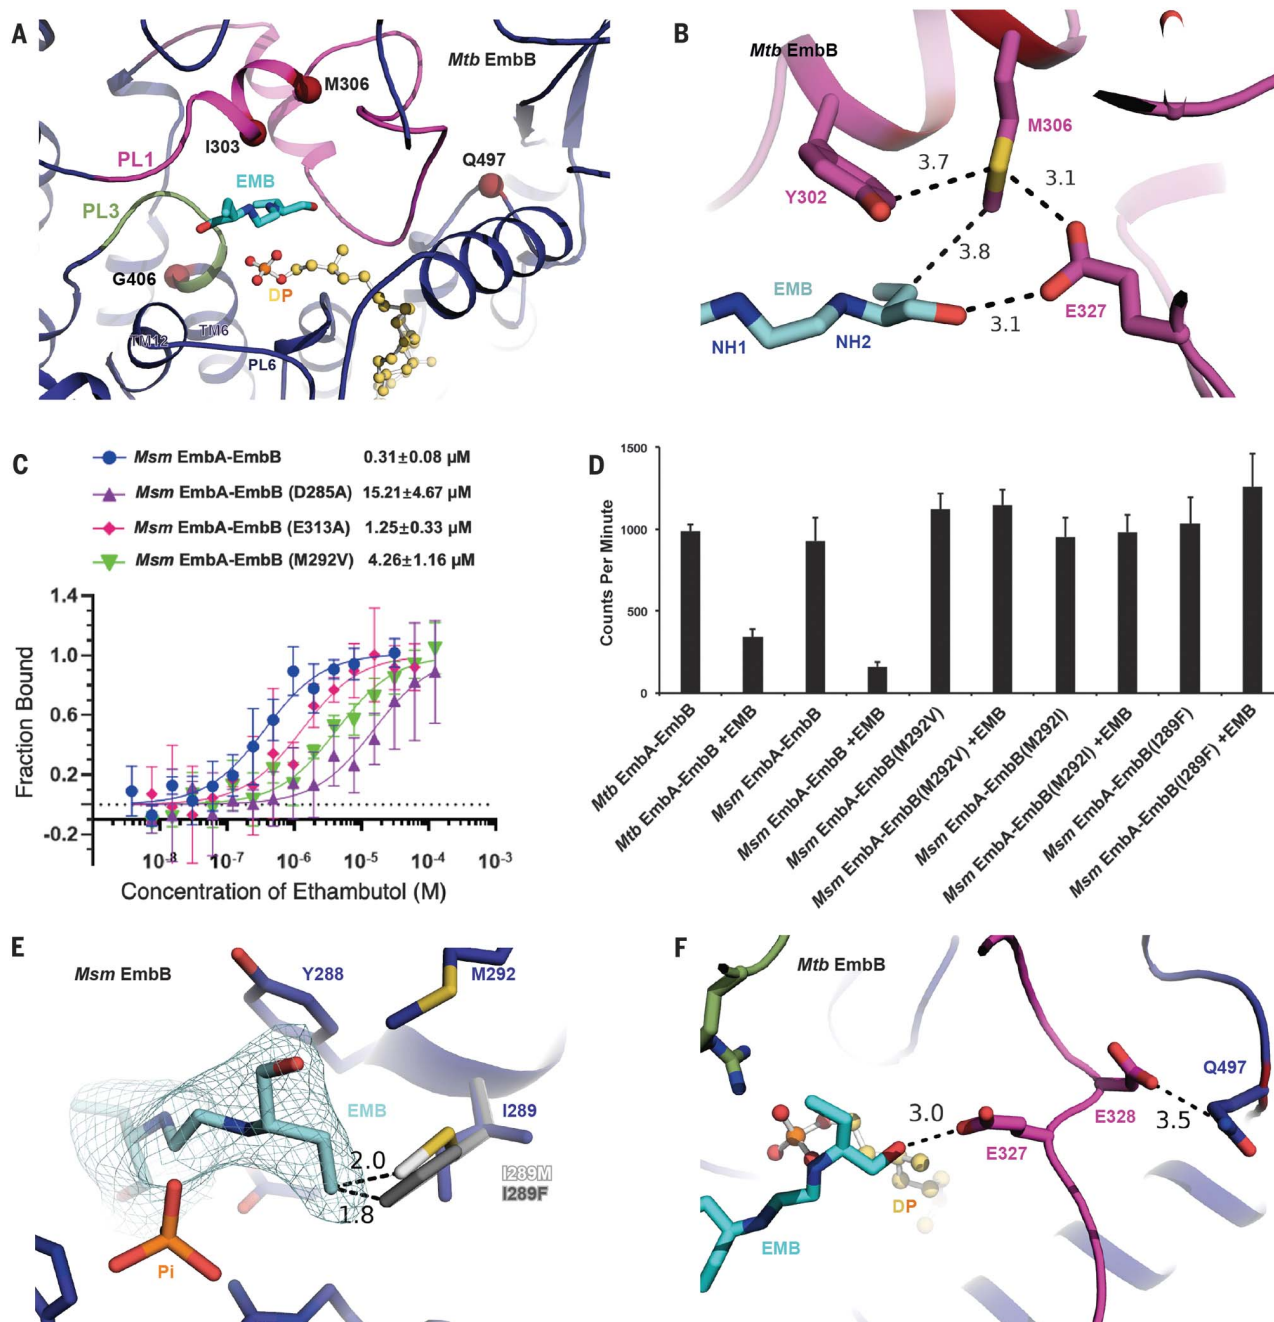 A
Mtb EmbB
M306
I303
PL1
EMB
Q497
PL3
G406
DP
TM6
TM12
PL6
B
Mtb EmbB
M306
3.7
3.1
Y302
3.8
EMB
E327
3.1
NH1
NH2
C
Msm EmbA-EmbB 0.31±0.08 µM
Msm EmbA-EmbB (D285A) 15.21±4.67 µM
Msm EmbA-EmbB (E313A) 1.25±0.33 µM
Msm EmbA-EmbB (M292V) 4.26±1.16 µM
1.4
1.0
0.6
0.2
-0.2
Fraction Bound
10-8 10-7 10-6 10-5 10-4 10-3
Concentration of Ethambutol (M)
D
1500
1000
500
0
Counts Per Minute
Mtb EmbA-EmbB
Mtb EmbA-EmbB +EMB
Msm EmbA-EmbB
Msm EmbA-EmbB +EMB
Msm EmbA-EmbB(M292V)
Msm EmbA-EmbB(M292V) +EMB
Msm EmbA-EmbB(M292I)
Msm EmbA-EmbB(M292I) +EMB
Msm EmbA-EmbB(I289F)
Msm EmbA-EmbB(I289F) +EMB
E
Msm EmbB
Y288
M292
EMB
I289
2.0
I289M
I289F
1.8
Pi
F
Mtb EmbB
Q497
3.0
E328
3.5
E327
DP
EMB